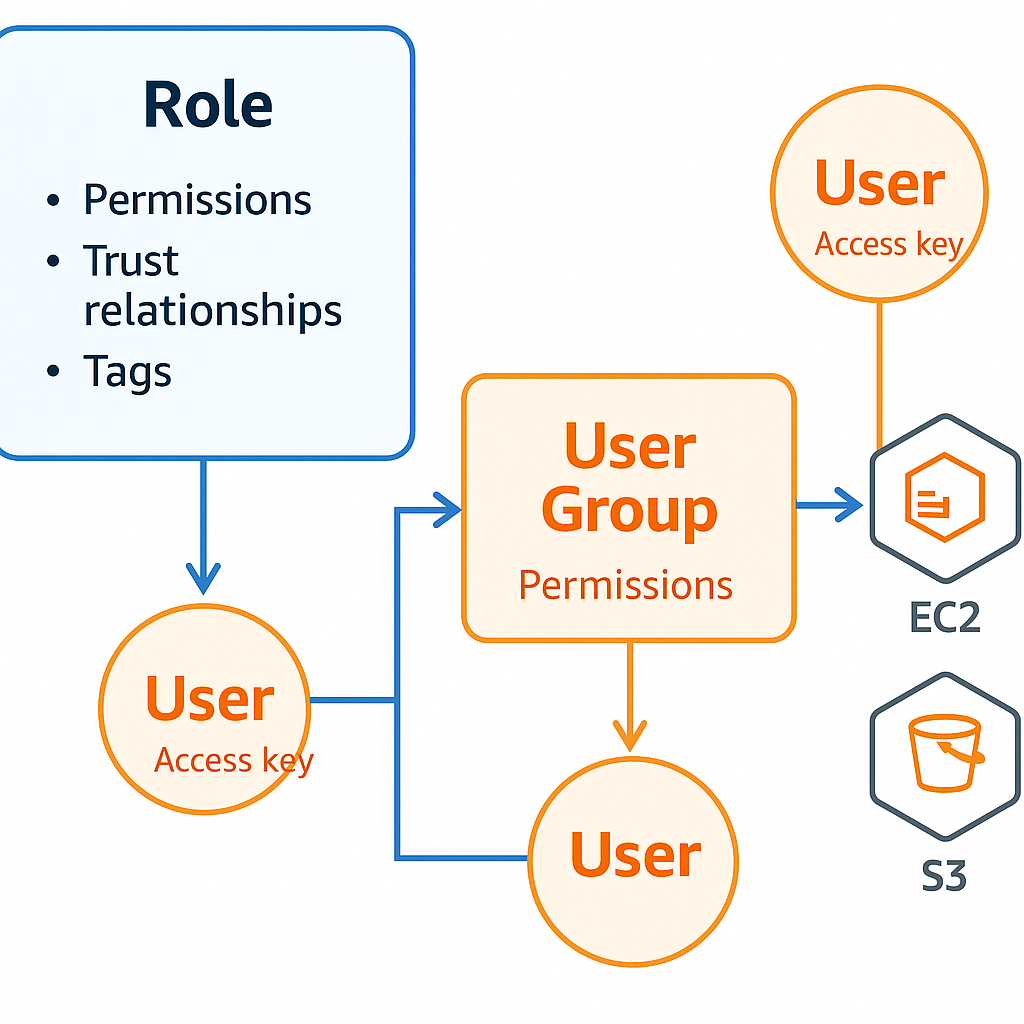 Role
• Permissions
• Trust
relationships
• Tags
User
Access key
User
Group
Permissions
EC2
User
Access key
User
S3